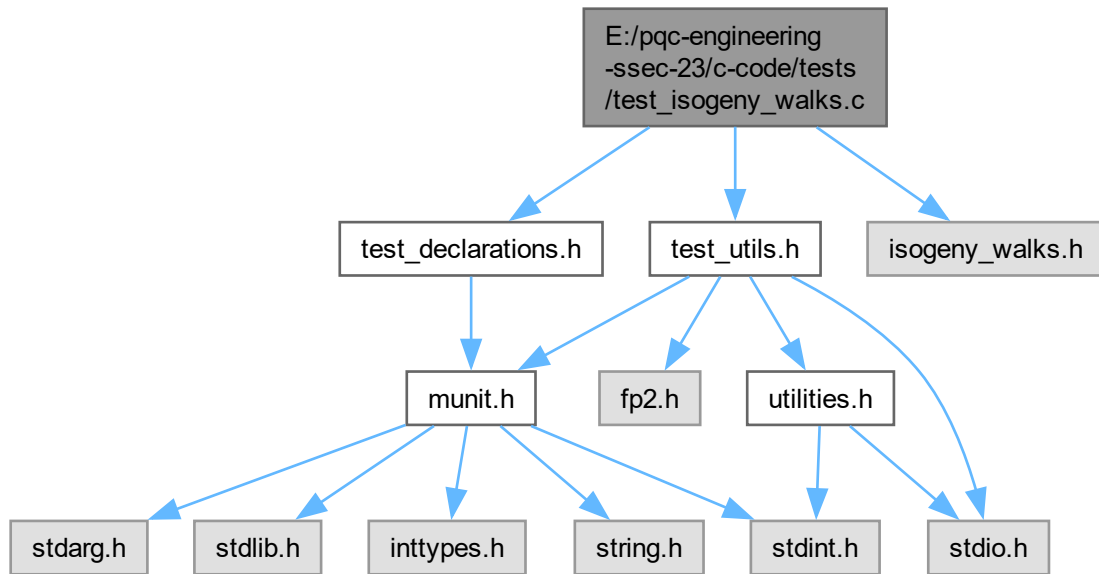 E:/pqc-engineering
-ssec-23/c-code/tests
/test_isogeny_walks.c
test_declarations.h
test_utils.h
isogeny_walks.h
munit.h
fp2.h
utilities.h
stdarg.h
stdlib.h
inttypes.h
string.h
stdint.h
stdio.h